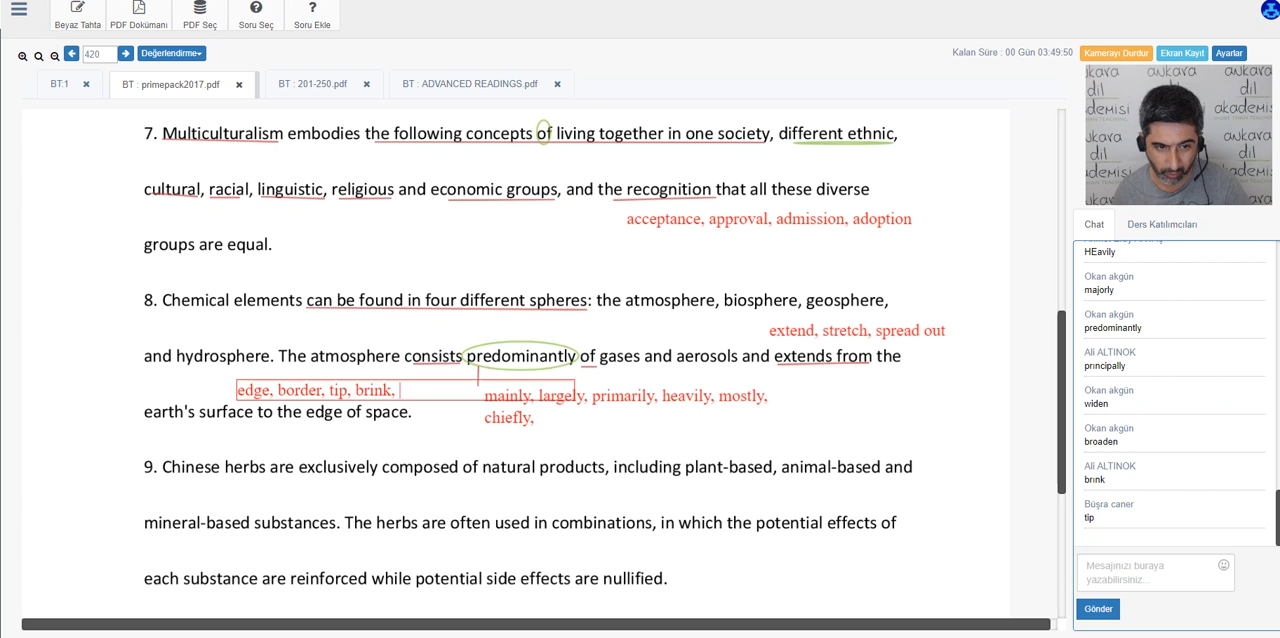 Beyaz Tahta
PDF Dokümanı
PDF Seç
Soru Seç
Soru Ekle
420
Değerlendirme
Kalan Süre : 00 Gün 03:49:50
Kamerayı Durdur
Ekran Kayıt
Ayarlar
BT:1
BT : primepack2017.pdf
BT : 201-250.pdf
BT : ADVANCED READINGS.pdf
7. Multiculturalism embodies the following concepts of living together in one society, different ethnic,
cultural, racial, linguistic, religious and economic groups, and the recognition that all these diverse
acceptance, approval, admission, adoption
groups are equal.
8. Chemical elements can be found in four different spheres: the atmosphere, biosphere, geosphere,
extend, stretch, spread out
and hydrosphere. The atmosphere consists predominantly of gases and aerosols and extends from the
edge, border, tip, brink,
mainly, largely, primarily, heavily, mostly,
chiefly,
earth's surface to the edge of space.
9. Chinese herbs are exclusively composed of natural products, including plant-based, animal-based and
mineral-based substances. The herbs are often used in combinations, in which the potential effects of
each substance are reinforced while potential side effects are nullified.
ankara
dil
akademisi
Chat
Ders Katılımcıları
HEavily
Okan akgün
majorly
Okan akgün
predominantly
Ali ALTINOK
prıncipally
Okan akgün
widen
Okan akgün
broaden
Ali ALTINOK
brınk
Büşra caner
tip
Mesajınızı buraya
yazabilirsiniz...
Gönder